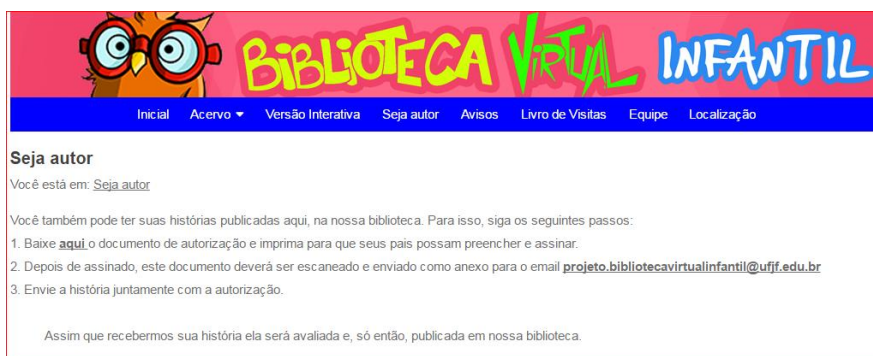 BIBLIOTECA VIRTUAL INFANTIL
Inicial Acervo Versão Interativa Seja autor Avisos Livro de Visitas Equipe Localização
Seja autor
Você está em: Seja autor
Você também pode ter suas histórias publicadas aqui, na nossa biblioteca. Para isso, siga os seguintes passos:
1. Baixe aqui o documento de autorização e imprima para que seus pais possam preencher e assinar.
2. Depois de assinado, este documento deverá ser escaneado e enviado como anexo para o email projeto.bibliotecavirtualinfantil@ufjf.edu.br
3. Envie a história juntamente com a autorização.
Assim que recebermos sua história ela será avaliada e, só então, publicada em nossa biblioteca.